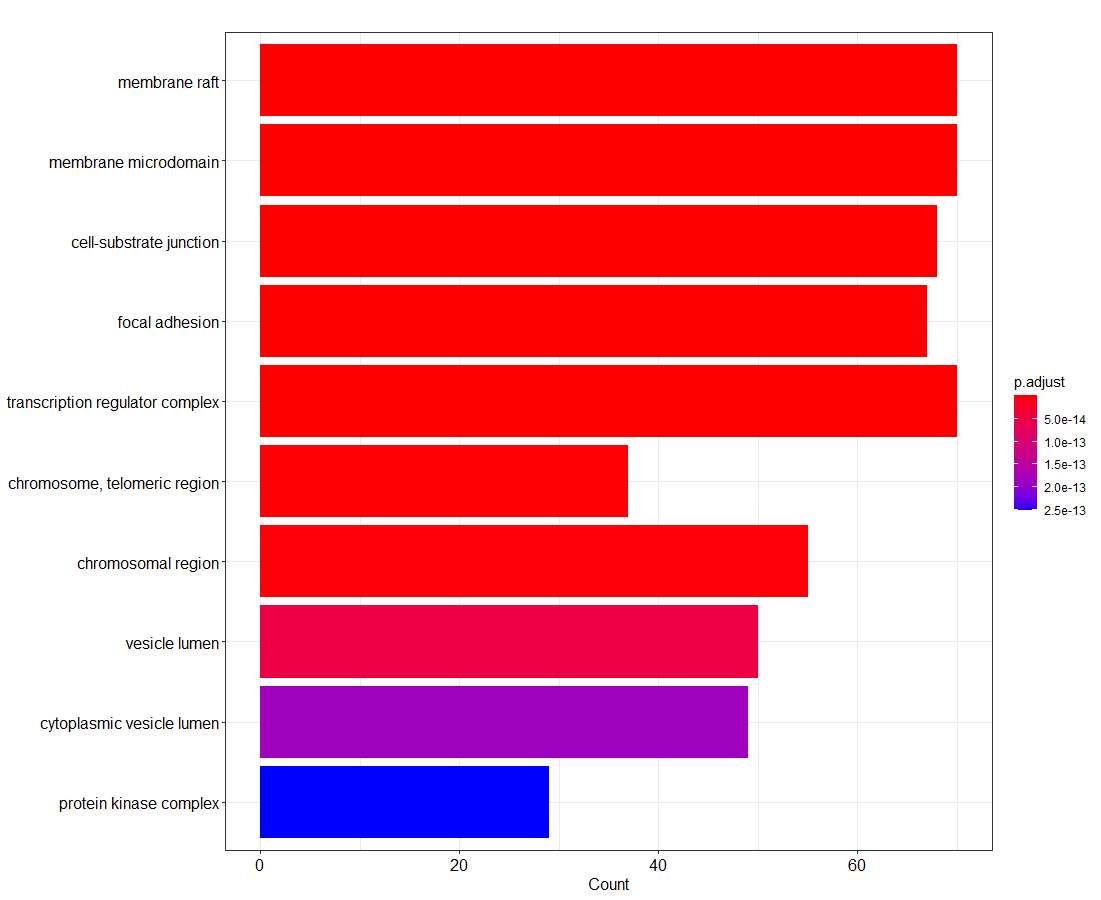 membrane raft
membrane microdomain
cell-substrate junction
focal adhesion
transcription regulator complex
chromosome, telomeric region
chromosomal region
vesicle lumen
cytoplasmic vesicle lumen
protein kinase complex
0 20 40 60
Count
p.adjust
5.0e-14
1.0e-13
1.5e-13
2.0e-13
2.5e-13